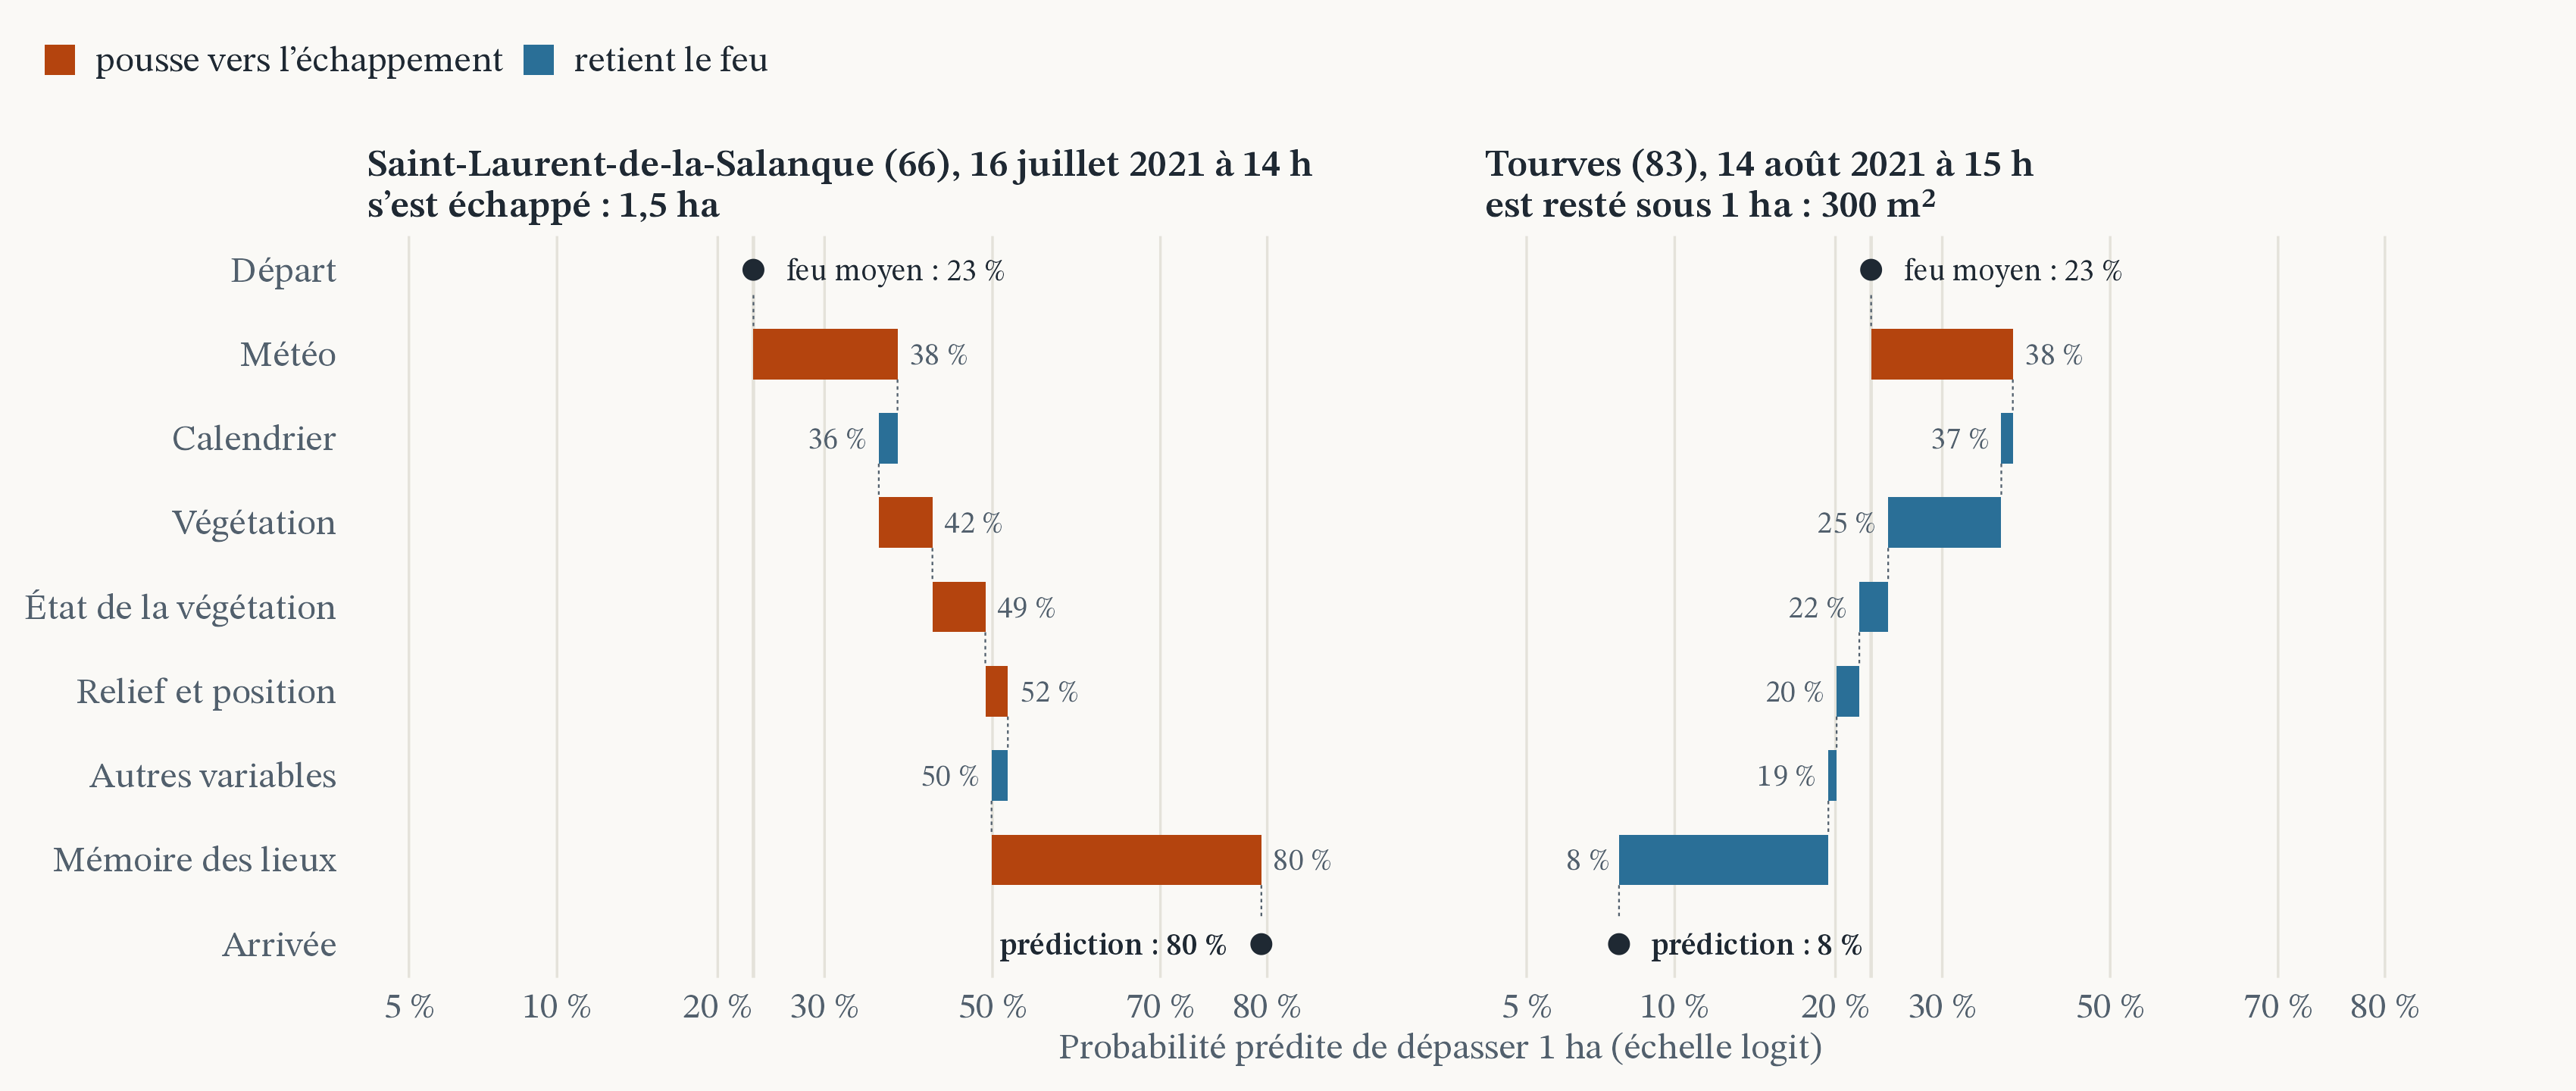 pousse vers l’échappement
retient le feu
Saint-Laurent-de-la-Salanque (66), 16 juillet 2021 à 14 h
s’est échappé : 1,5 ha
Tourves (83), 14 août 2021 à 15 h
est resté sous 1 ha : 300 m²
Départ
feu moyen : 23 %
feu moyen : 23 %
Météo
38 %
38 %
Calendrier
36 %
37 %
Végétation
42 %
25 %
État de la végétation
49 %
22 %
Relief et position
52 %
20 %
Autres variables
50 %
19 %
Mémoire des lieux
80 %
8 %
Arrivée
prédiction : 80 %
prédiction : 8 %
5 % 10 % 20 % 30 % 50 % 70 % 80 %
5 % 10 % 20 % 30 % 50 % 70 % 80 %
Probabilité prédite de dépasser 1 ha (échelle logit)